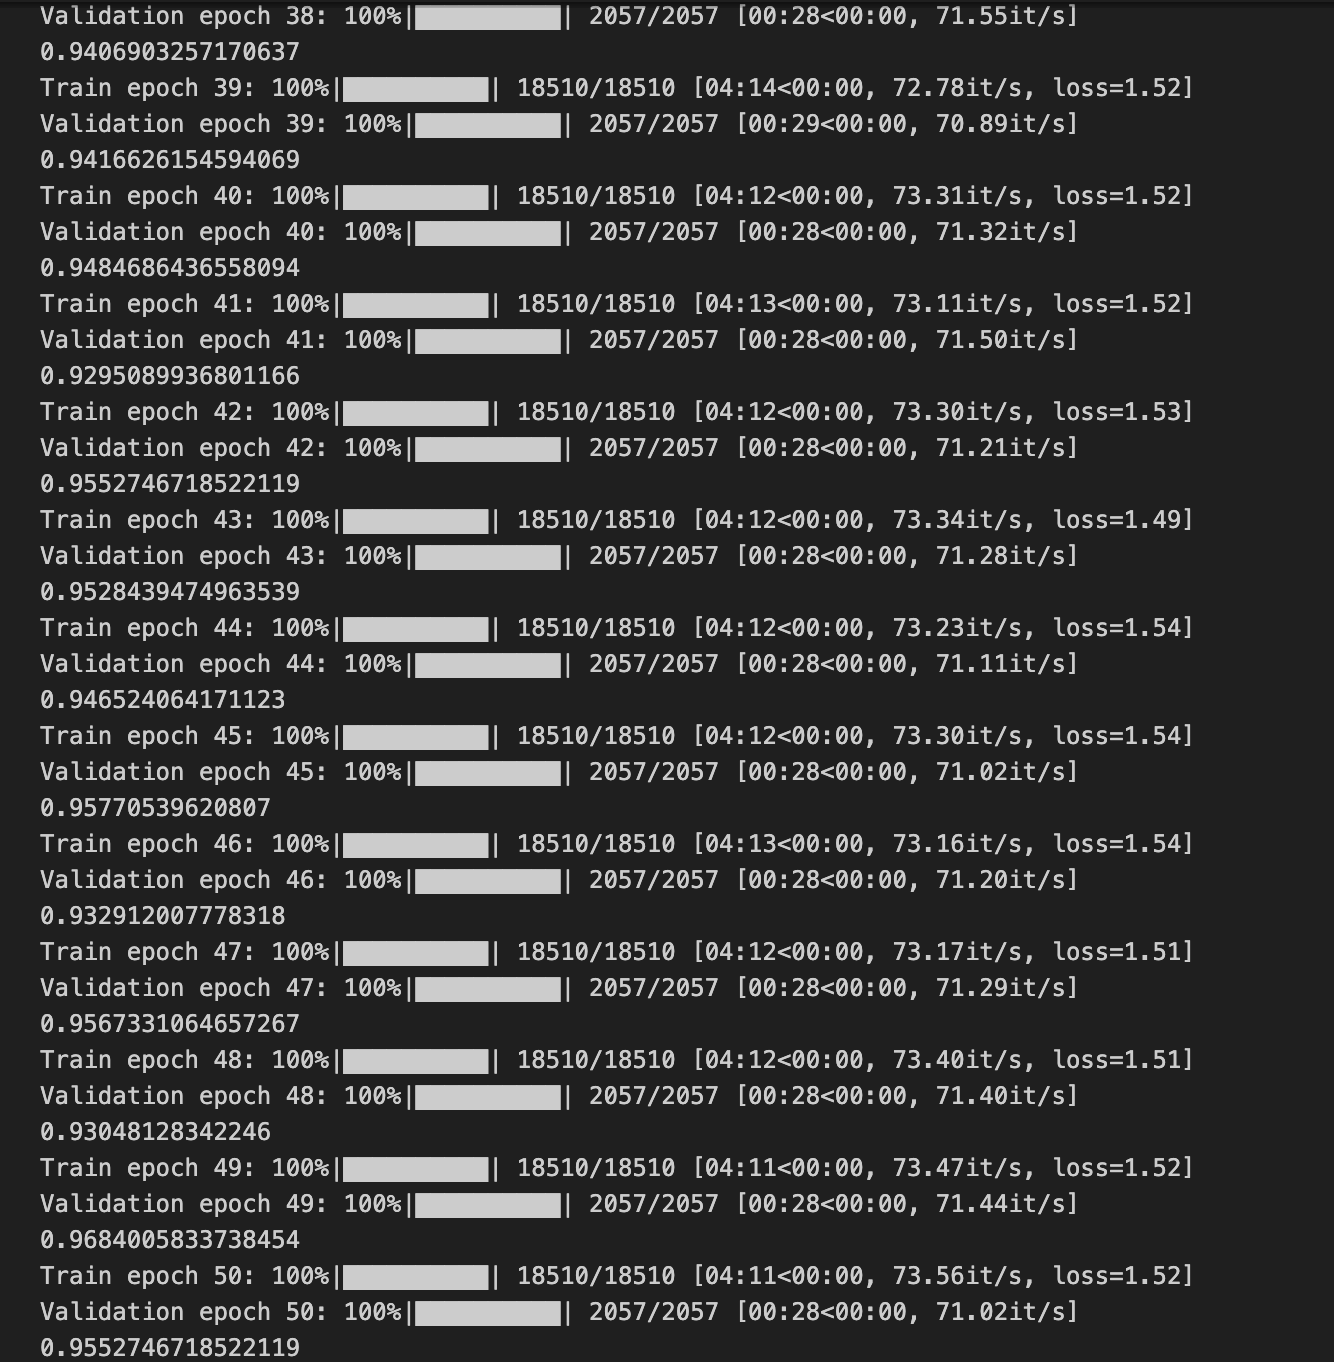 Validation epoch 38: 100%|██████████| 2057/2057 [00:28<00:00, 71.55it/s]
0.9406903257170637
Train epoch 39: 100%|██████████| 18510/18510 [04:14<00:00, 72.78it/s, loss=1.52]
Validation epoch 39: 100%|██████████| 2057/2057 [00:29<00:00, 70.89it/s]
0.9416626154594069
Train epoch 40: 100%|██████████| 18510/18510 [04:12<00:00, 73.31it/s, loss=1.52]
Validation epoch 40: 100%|██████████| 2057/2057 [00:28<00:00, 71.32it/s]
0.9484686436558094
Train epoch 41: 100%|██████████| 18510/18510 [04:13<00:00, 73.11it/s, loss=1.52]
Validation epoch 41: 100%|██████████| 2057/2057 [00:28<00:00, 71.50it/s]
0.9295089936801166
Train epoch 42: 100%|██████████| 18510/18510 [04:12<00:00, 73.30it/s, loss=1.53]
Validation epoch 42: 100%|██████████| 2057/2057 [00:28<00:00, 71.21it/s]
0.9552746718522119
Train epoch 43: 100%|██████████| 18510/18510 [04:12<00:00, 73.34it/s, loss=1.49]
Validation epoch 43: 100%|██████████| 2057/2057 [00:28<00:00, 71.28it/s]
0.9528439474963539
Train epoch 44: 100%|██████████| 18510/18510 [04:12<00:00, 73.23it/s, loss=1.54]
Validation epoch 44: 100%|██████████| 2057/2057 [00:28<00:00, 71.11it/s]
0.946524064171123
Train epoch 45: 100%|██████████| 18510/18510 [04:12<00:00, 73.30it/s, loss=1.54]
Validation epoch 45: 100%|██████████| 2057/2057 [00:28<00:00, 71.02it/s]
0.95770539620807
Train epoch 46: 100%|██████████| 18510/18510 [04:13<00:00, 73.16it/s, loss=1.54]
Validation epoch 46: 100%|██████████| 2057/2057 [00:28<00:00, 71.20it/s]
0.932912007778318
Train epoch 47: 100%|██████████| 18510/18510 [04:12<00:00, 73.17it/s, loss=1.51]
Validation epoch 47: 100%|██████████| 2057/2057 [00:28<00:00, 71.29it/s]
0.9567331064657267
Train epoch 48: 100%|██████████| 18510/18510 [04:12<00:00, 73.40it/s, loss=1.51]
Validation epoch 48: 100%|██████████| 2057/2057 [00:28<00:00, 71.40it/s]
0.93048128342246
Train epoch 49: 100%|██████████| 18510/18510 [04:11<00:00, 73.47it/s, loss=1.52]
Validation epoch 49: 100%|██████████| 2057/2057 [00:28<00:00, 71.44it/s]
0.9684005833738454
Train epoch 50: 100%|██████████| 18510/18510 [04:11<00:00, 73.56it/s, loss=1.52]
Validation epoch 50: 100%|██████████| 2057/2057 [00:28<00:00, 71.02it/s]
0.9552746718522119